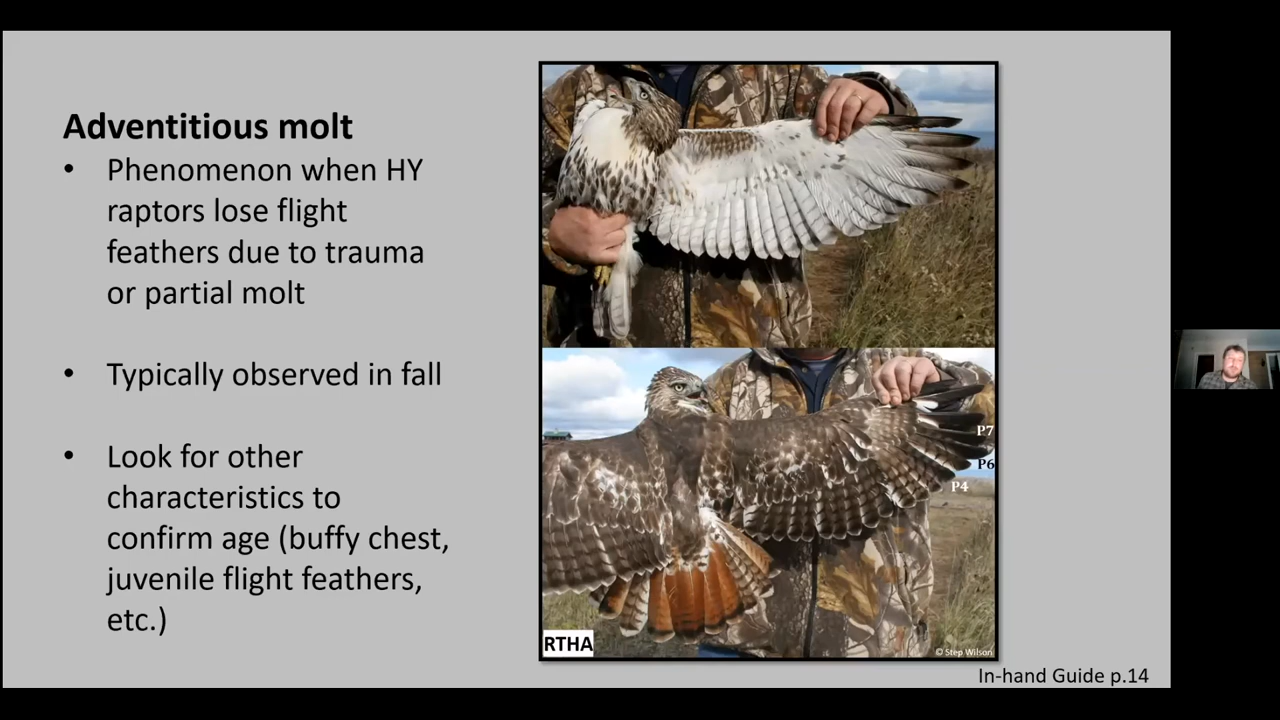 Adventitious molt
• Phenomenon when HY
raptors lose flight
feathers due to trauma
or partial molt
• Typically observed in fall
• Look for other
characteristics to
confirm age (buffy chest,
juvenile flight feathers,
etc.)
P7
P6
P4
RTHA
© Step Wilson
In-hand Guide p.14